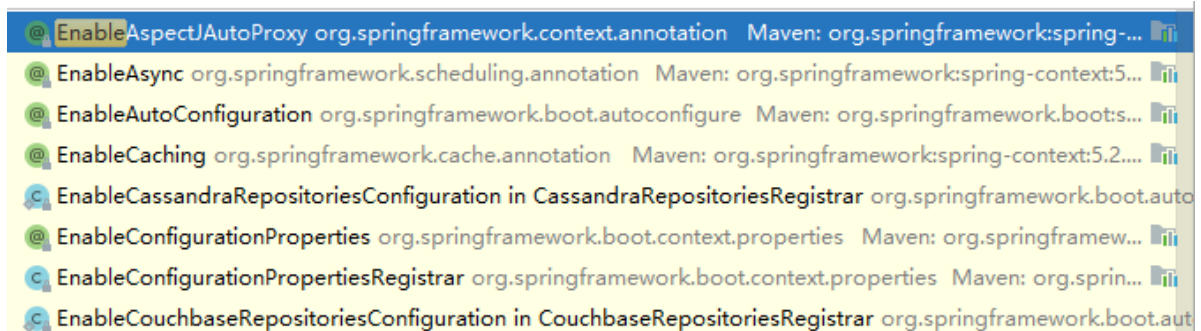 EnableAspectJAutoProxy org.springframework.context.annotation Maven: org.springframework:spring-...
EnableAsync org.springframework.scheduling.annotation Maven: org.springframework:spring-context:5...
EnableAutoConfiguration org.springframework.boot.autoconfigure Maven: org.springframework.boot:s...
EnableCaching org.springframework.cache.annotation Maven: org.springframework:spring-context:5.2....
EnableCassandraRepositoriesConfiguration in CassandraRepositoriesRegistrar org.springframework.boot.auto
EnableConfigurationProperties org.springframework.boot.context.properties Maven: org.springframew...
EnableConfigurationPropertiesRegistrar org.springframework.boot.context.properties Maven: org.sprin...
EnableCouchbaseRepositoriesConfiguration in CouchbaseRepositoriesRegistrar org.springframework.boot.aut